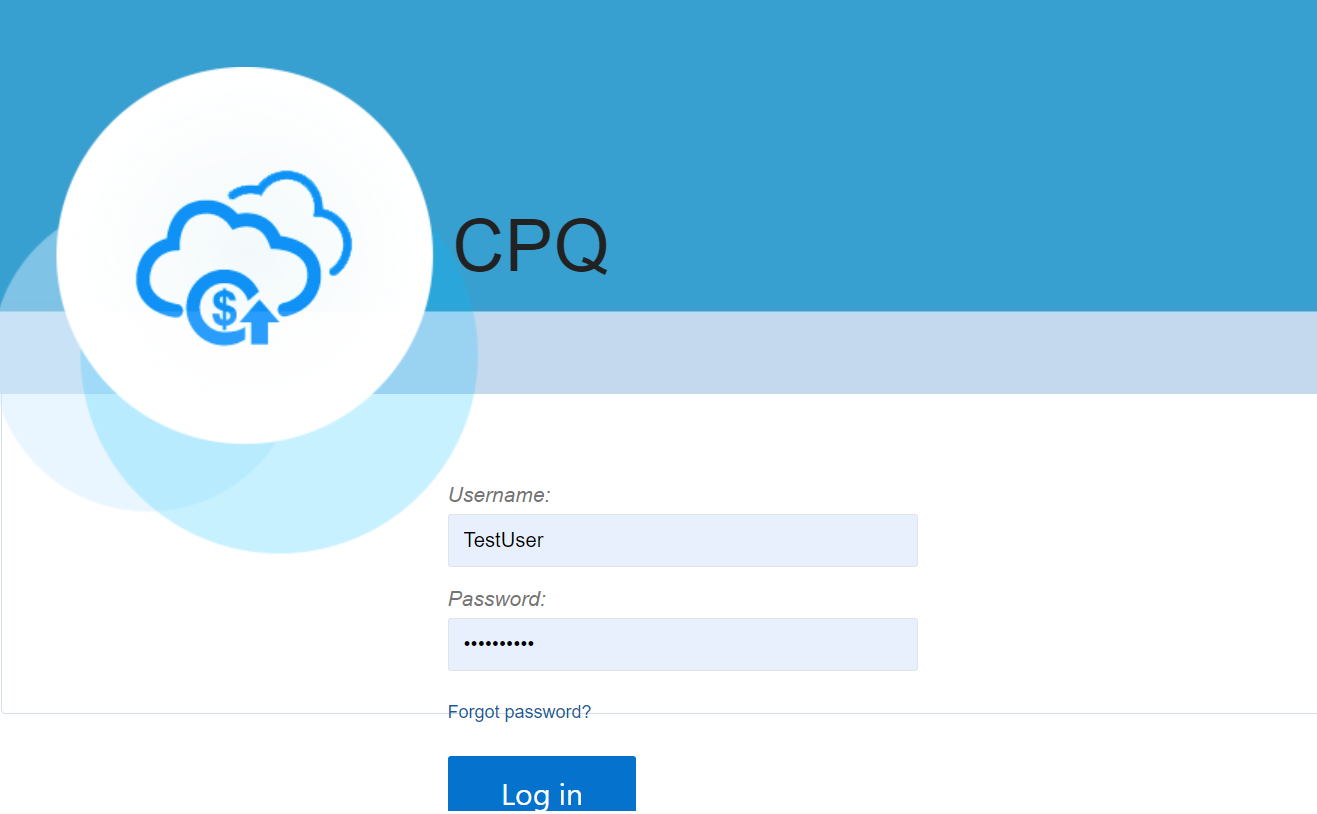 $
CPQ
Username:
TestUser
Password:
••••••••••
Forgot password?
Log in